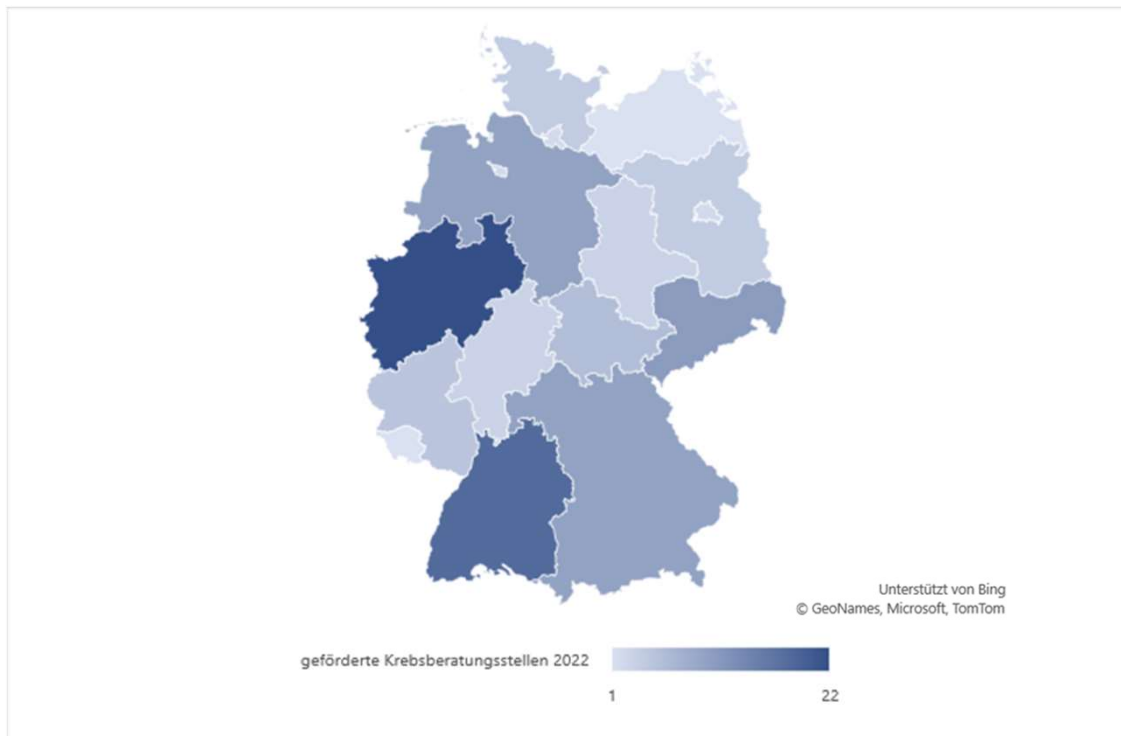 Unterstützt von Bing
© GeoNames, Microsoft, TomTom
geförderte Krebsberatungsstellen 2022
1 22